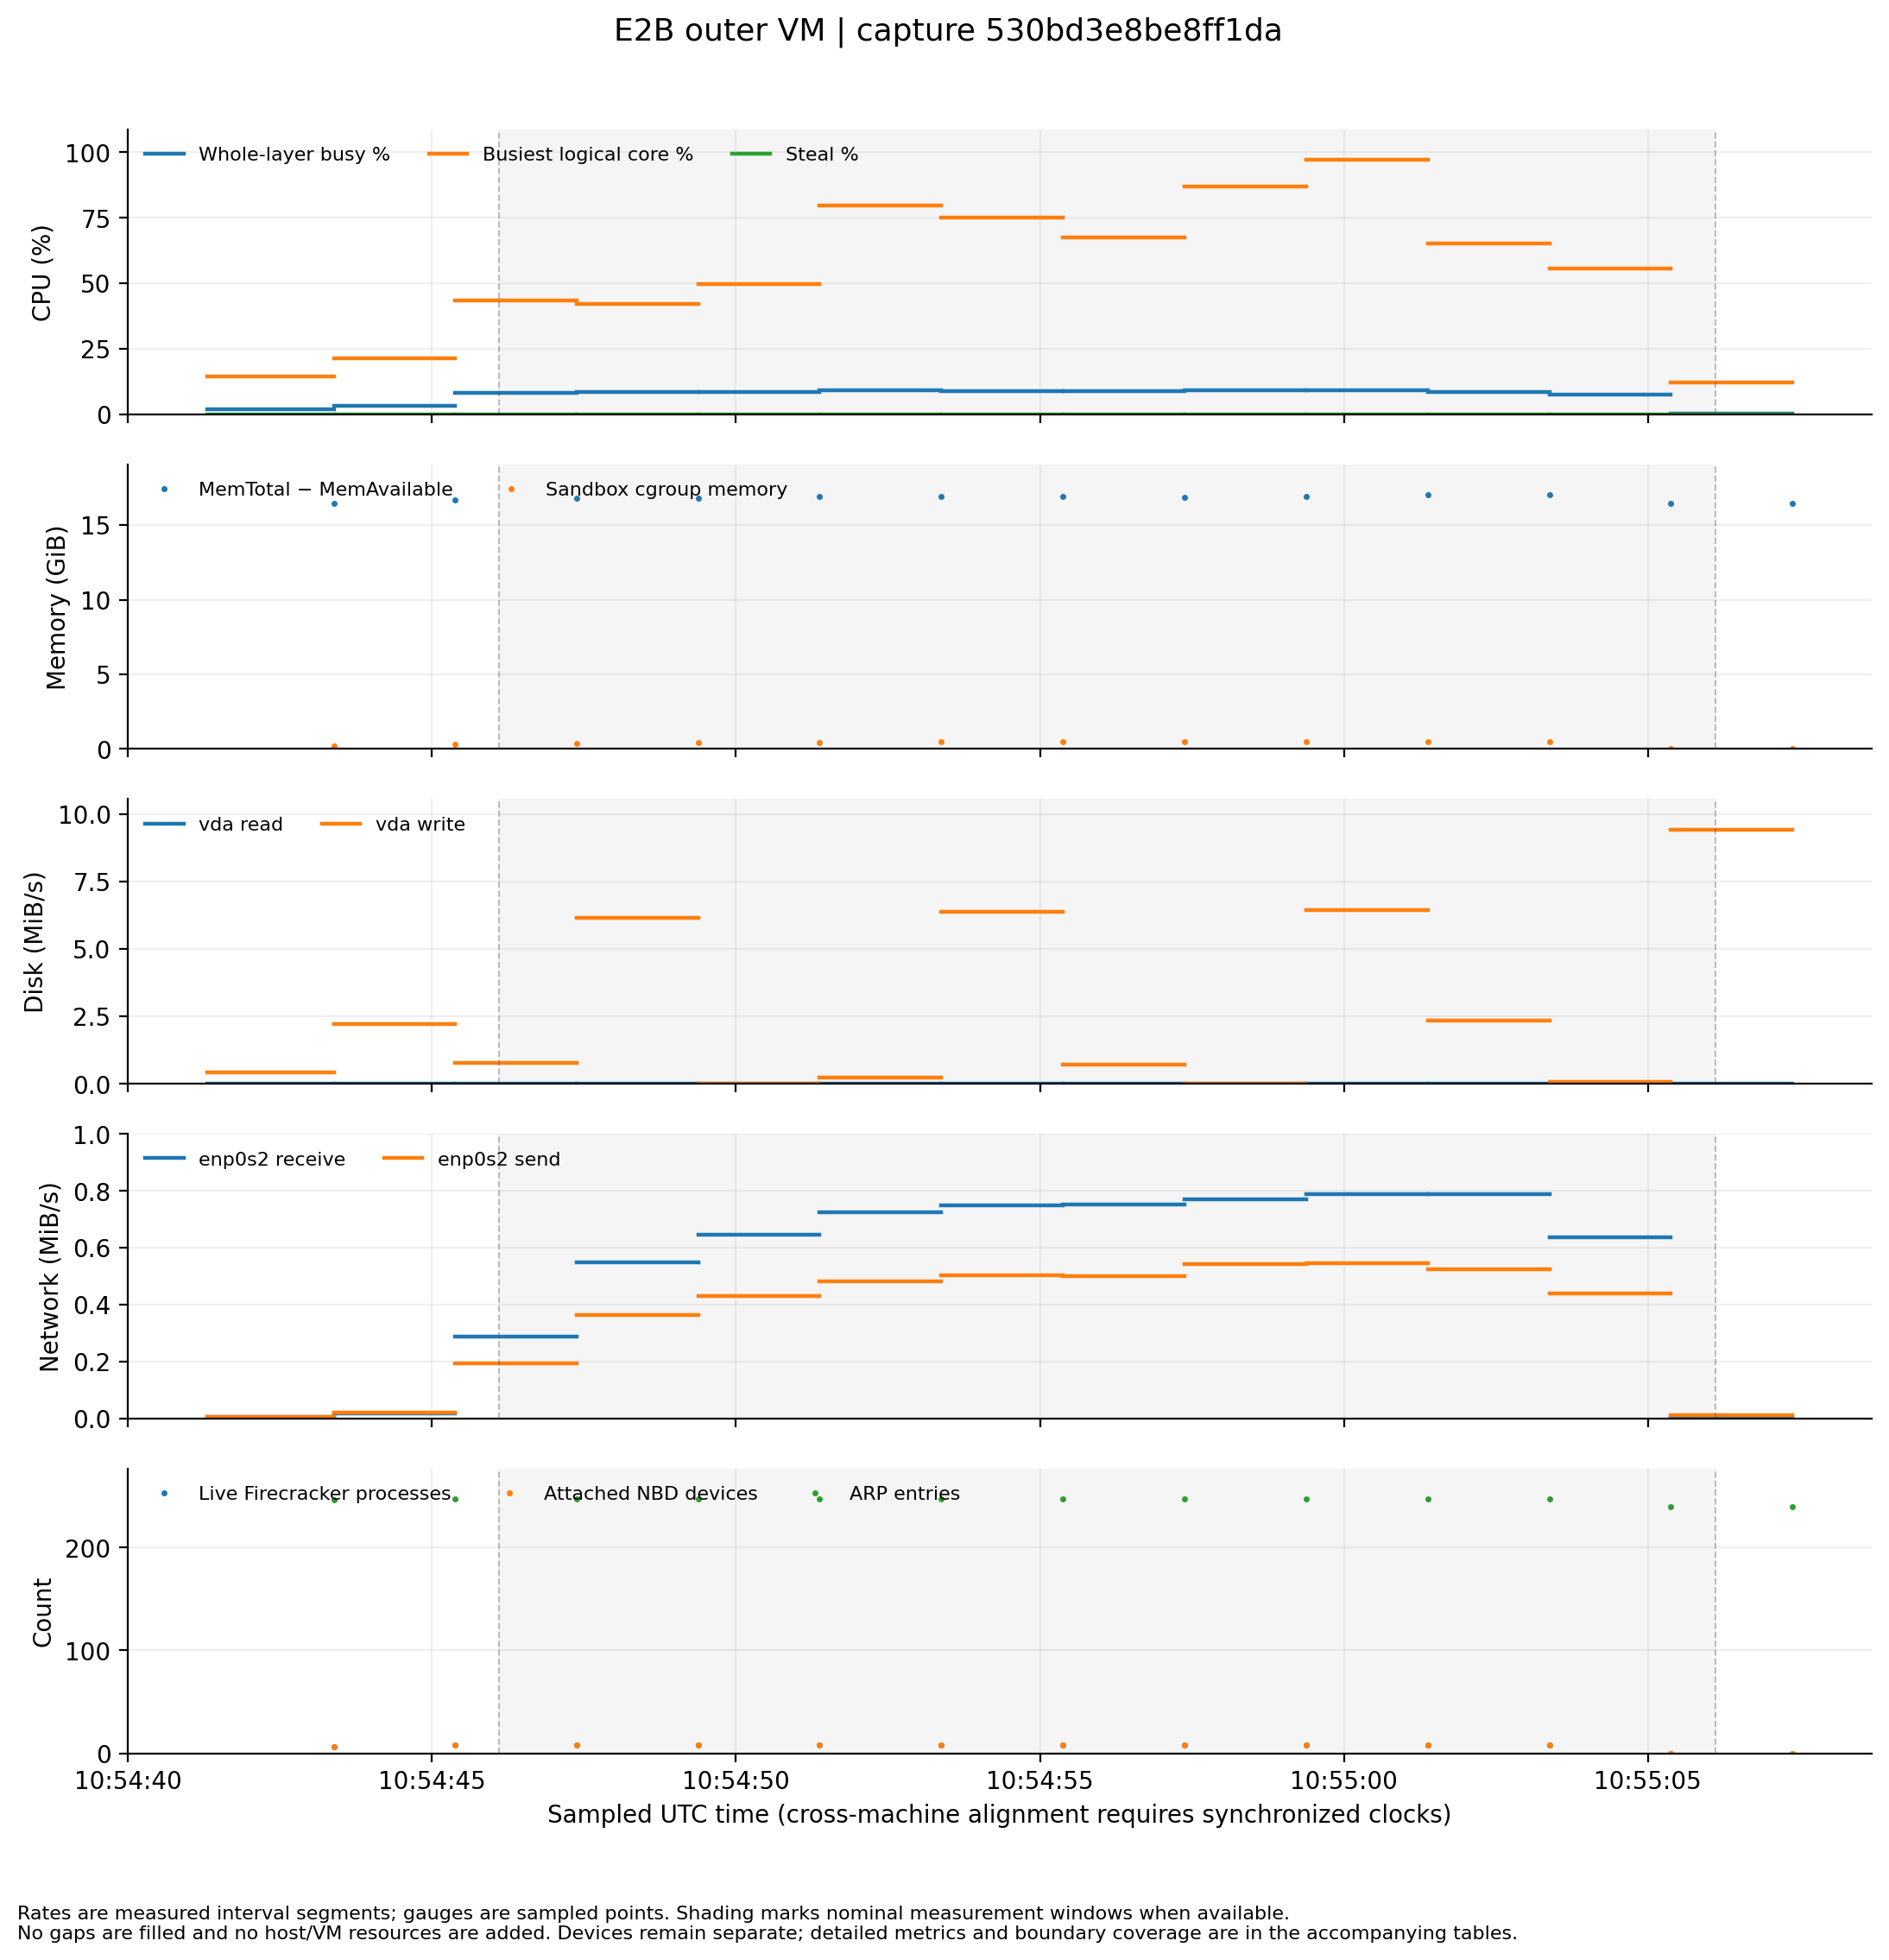 E2B outer VM | capture 530bd3e8be8ff1da
Whole-layer busy %
Busiest logical core %
Steal %
CPU (%)
100
75
50
25
0
MemTotal − MemAvailable
Sandbox cgroup memory
Memory (GiB)
15
10
5
0
vda read
vda write
Disk (MiB/s)
10.0
7.5
5.0
2.5
0.0
enp0s2 receive
enp0s2 send
Network (MiB/s)
1.0
0.8
0.6
0.4
0.2
0.0
Live Firecracker processes
Attached NBD devices
ARP entries
Count
200
100
0
10:54:40
10:54:45
10:54:50
10:54:55
10:55:00
10:55:05
Sampled UTC time (cross-machine alignment requires synchronized clocks)
Rates are measured interval segments; gauges are sampled points. Shading marks nominal measurement windows when available.
No gaps are filled and no host/VM resources are added. Devices remain separate; detailed metrics and boundary coverage are in the accompanying tables.